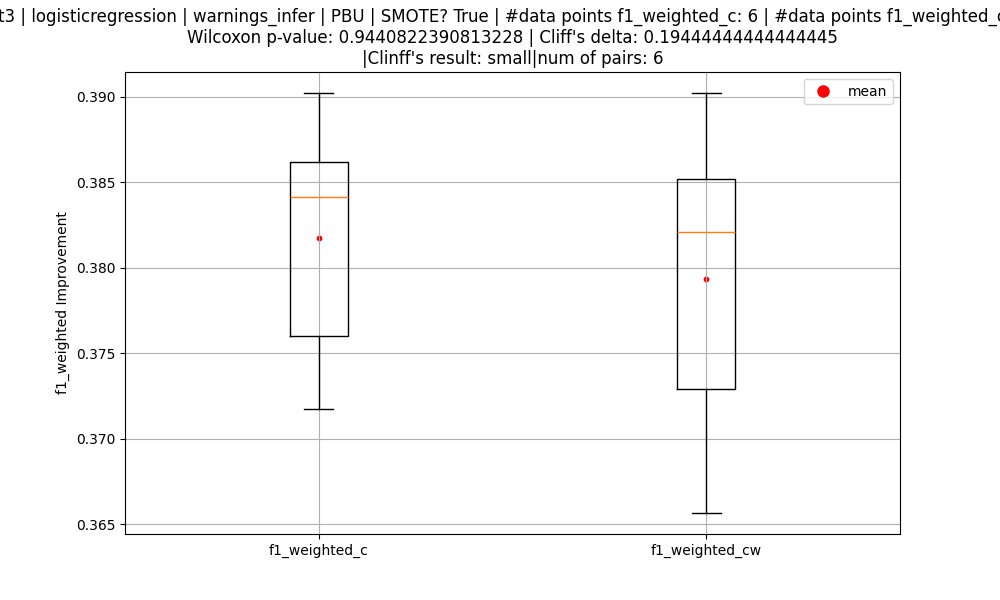 t3 | logisticregression | warnings_infer | PBU | SMOTE? True | #data points f1_weighted_c: 6 | #data points f1_weighted_c
Wilcoxon p-value: 0.9440822390813228 | Cliff's delta: 0.19444444444444445
|Clinff's result: small|num of pairs: 6
mean
0.390
0.385
0.380
0.375
0.370
0.365
f1_weighted Improvement
f1_weighted_c
f1_weighted_cw